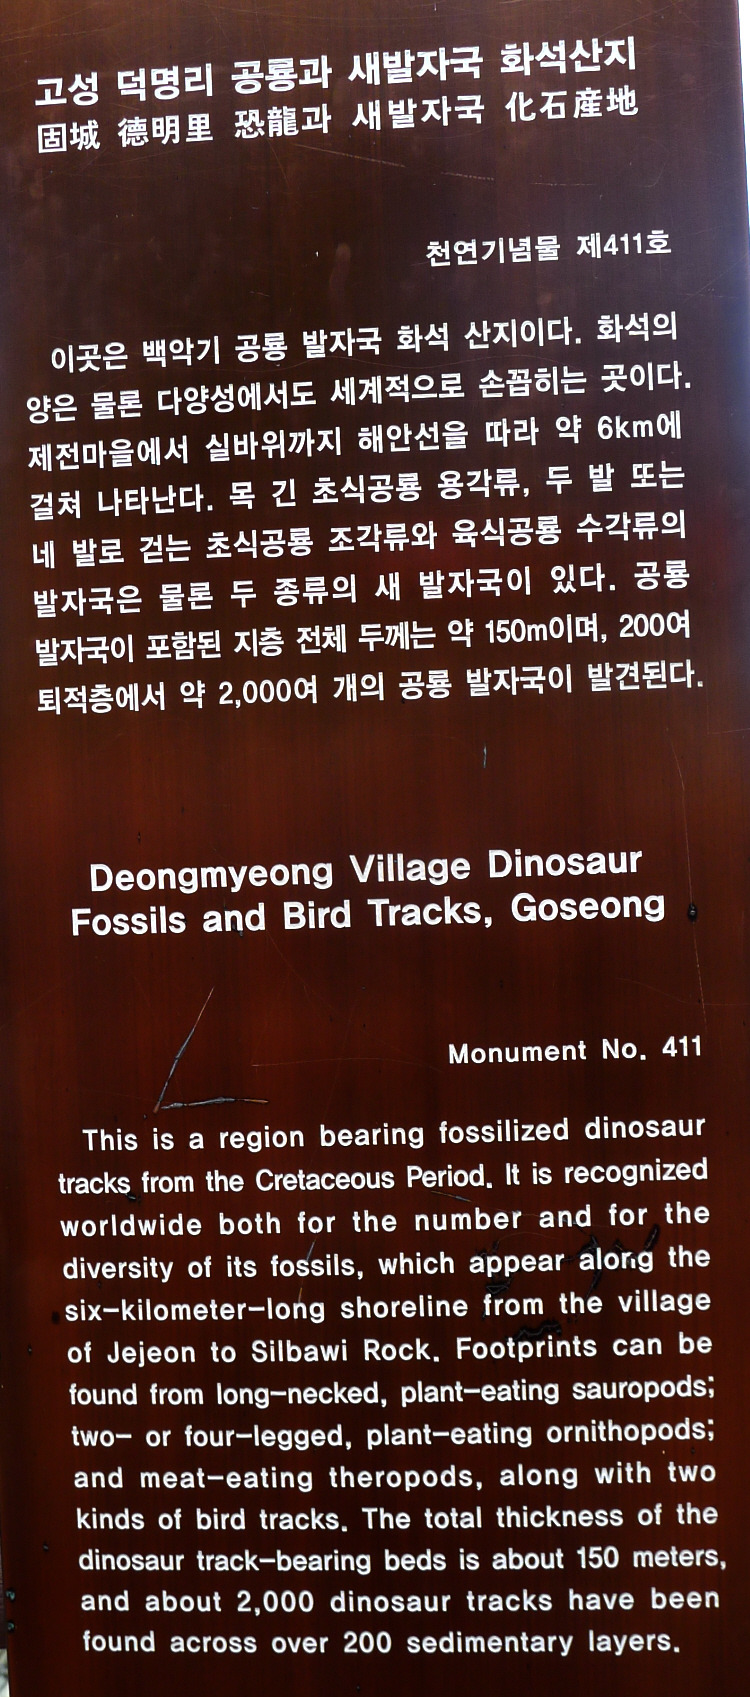 고성 덕명리 공룡과 새발자국 화석산지
固城 德明里 恐龍과 새발자국 化石産地
천연기념물 제411호
이곳은 백악기 공룡 발자국 화석 산지이다. 화석의
양은 물론 다양성에서도 세계적으로 손꼽히는 곳이다.
제전마을에서 실바위까지 해안선을 따라 약 6km에
걸쳐 나타난다. 목 긴 초식공룡 용각류, 두 발 또는
네 발로 걷는 초식공룡 조각류와 육식공룡 수각류의
발자국은 물론 두 종류의 새 발자국이 있다. 공룡
발자국이 포함된 지층 전체 두께는 약 150m이며, 200여
퇴적층에서 약 2,000여 개의 공룡 발자국이 발견된다.
Deongmyeong Village Dinosaur
Fossils and Bird Tracks, Goseong
Monument No. 411
This is a region bearing fossilized dinosaur
tracks from the Cretaceous Period. It is recognized
worldwide both for the number and for the
diversity of its fossils, which appear along the
six-kilometer-long shoreline from the village
of Jejeon to Silbawi Rock. Footprints can be
found from long-necked, plant-eating sauropods;
two- or four-legged, plant-eating ornithopods;
and meat-eating theropods, along with two
kinds of bird tracks. The total thickness of the
dinosaur track-bearing beds is about 150 meters,
and about 2,000 dinosaur tracks have been
found across over 200 sedimentary layers.